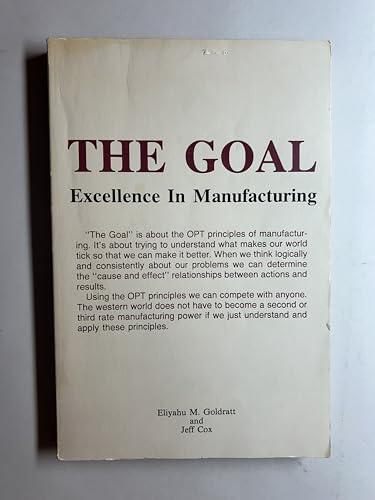 THE GOAL
Excellence In Manufacturing
"The Goal" is about the OPT principles of manufactur-
ing. It's about trying to understand what makes our world
tick so that we can make it better. When we think logically
and consistently about our problems we can determine
the "cause and effect" relationships between actions and
results.
Using the OPT principles we can compete with anyone.
The western world does not have to become a second or
third rate manufacturing power if we just understand and
apply these principles.
Eliyahu M. Goldratt
and
Jeff Cox